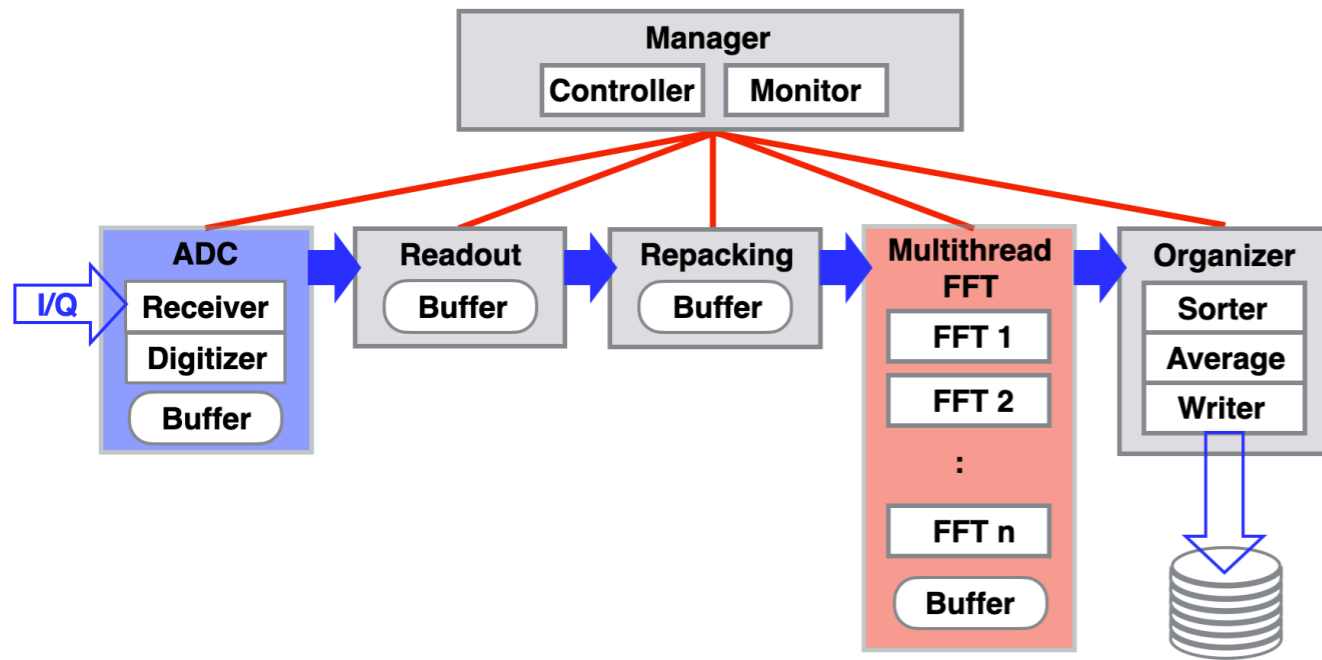 Manager
Controller
Monitor
ADC
I/Q
Receiver
Digitizer
Buffer
Readout
Buffer
Repacking
Buffer
Multithread
FFT
FFT 1
FFT 2
:
FFT n
Buffer
Organizer
Sorter
Average
Writer